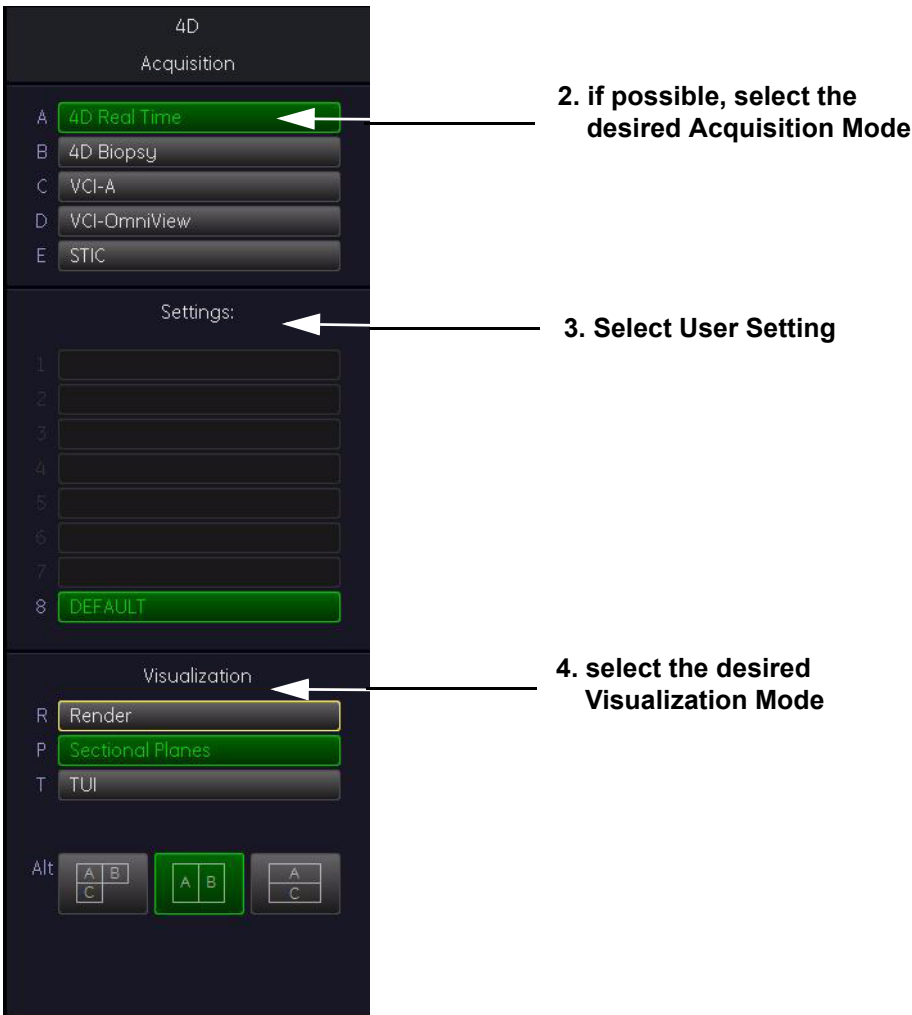 4D
Acquisition
A 4D Real Time
B 4D Biopsy
C VCI-A
D VCI-OmniView
E STIC
2. if possible, select the
desired Acquisition Mode
Settings:
3. Select User Setting
1
2
3
4
5
6
7
8 DEFAULT
Visualization
4. select the desired
Visualization Mode
R Render
P Sectional Planes
T TUI
Alt A B C A B A C